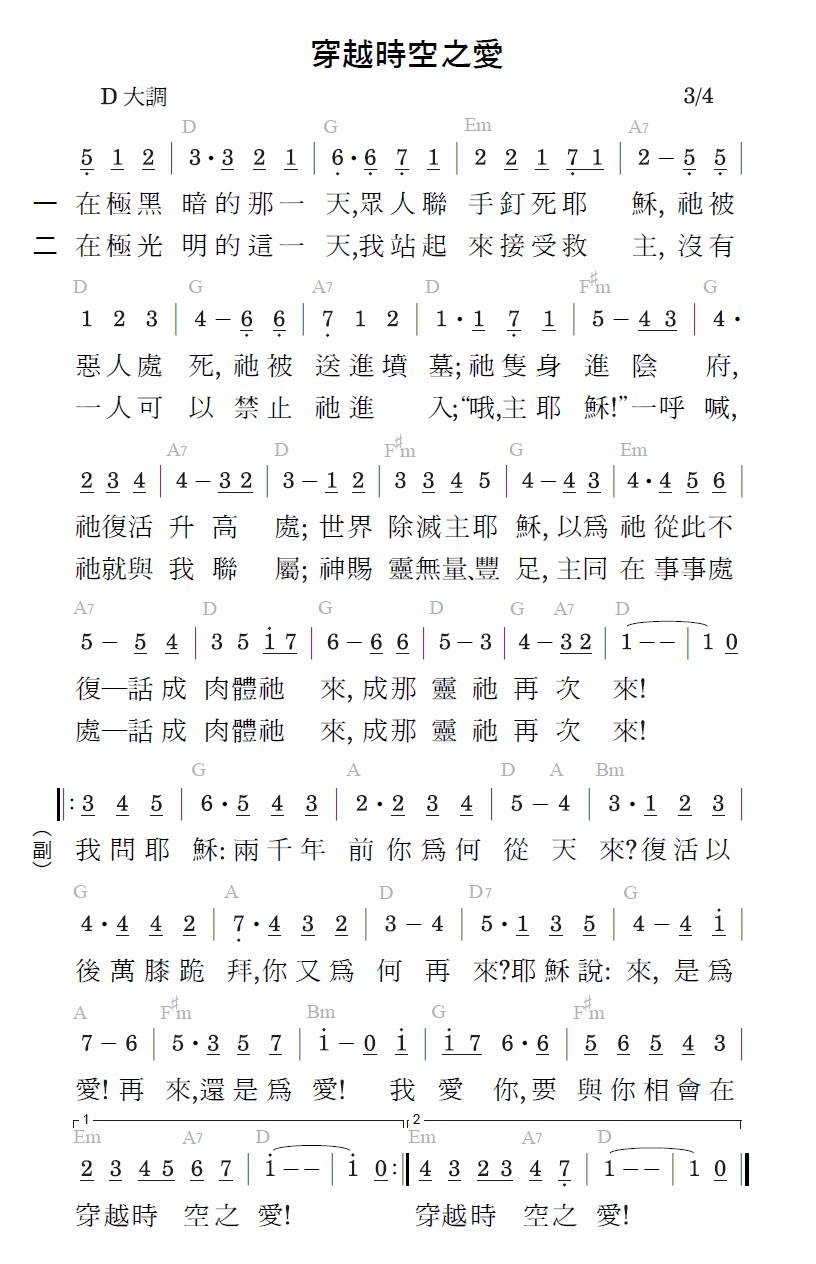 穿越時空之愛
D 大調 3/4
D G Em A7
5 1 2 | 3 · 3 2 1 | 6 · 6 7 1 | 2 2 1 7 1 | 2 – 5 5 |
一 在極黑 暗的那一 天,眾人聯 手釘死耶 穌, 祂被
二 在極光 明的這一 天,我站起 來接受救 主, 沒有
D G A7 D F♯m G
1 2 3 | 4 – 6 6 | 7 1 2 | 1 · 1 7 1 | 5 – 4 3 | 4 ·
惡人處 死, 祂被 送進墳 墓; 祂隻身 進 陰 府,
一人可 以 禁止 祂進 入;“哦,主耶 穌!”一呼 喊,
A7 D F♯m G Em
2 3 4 | 4 – 3 2 | 3 – 1 2 | 3 3 4 5 | 4 – 4 3 | 4 · 4 5 6 |
祂復活 升 高 處; 世界 除滅主耶 穌, 以爲 祂從此不
祂就與 我 聯 屬; 神賜 靈無量、豐 足, 主同 在事事處
A7 D G D G A7 D
5 – 5 4 | 3 5 1 7 | 6 – 6 6 | 5 – 3 | 4 – 3 2 | 1 – – | 1 0
復—話成 肉體祂 來, 成那 靈 祂 再 次 來!
處—話成 肉體祂 來, 成那 靈 祂 再 次 來!
G A D A Bm
‖: 3 4 5 | 6 · 5 4 3 | 2 · 2 3 4 | 5 – 4 | 3 · 1 2 3 |
(副) 我問耶 穌: 兩千年 前你爲何 從 天 來? 復活以
G A D D7 G
4 · 4 4 2 | 7 · 4 3 2 | 3 – 4 | 5 · 1 3 5 | 4 – 4 1 |
後萬膝跪 拜,你又爲 何 再 來?耶穌說: 來, 是爲
A F♯m Bm G F♯m
7 – 6 | 5 · 3 5 7 | 1 – 0 1 | 1 7 6 · 6 | 5 6 5 4 3 |
愛! 再 來,還是爲 愛! 我 愛 你,要 與你相會在
1 2
Em A7 D Em A7 D
2 3 4 5 6 7 | 1 – – | 1 0 :‖ 4 3 2 3 4 7 | 1 – – | 1 0 ‖
穿越時 空之 愛! 穿越時 空之 愛!